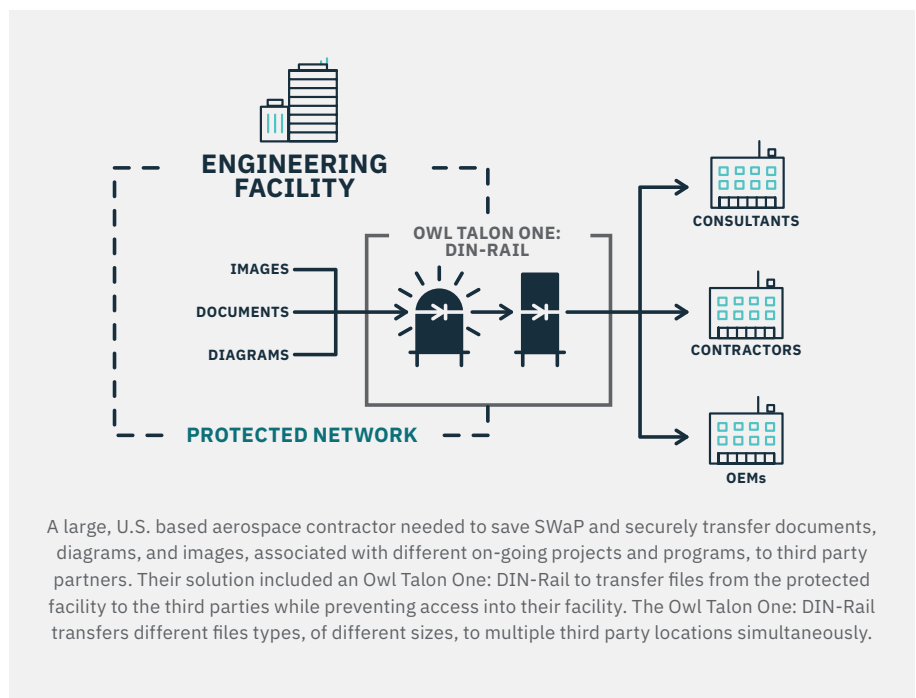 ENGINEERING
FACILITY
OWL TALON ONE:
DIN-RAIL
IMAGES
DOCUMENTS
DIAGRAMS
PROTECTED NETWORK
CONSULTANTS
CONTRACTORS
OEMs
A large, U.S. based aerospace contractor needed to save SWaP and securely transfer documents,
diagrams, and images, associated with different on-going projects and programs, to third party
partners. Their solution included an Owl Talon One: DIN-Rail to transfer files from the protected
facility to the third parties while preventing access into their facility. The Owl Talon One: DIN-Rail
transfers different files types, of different sizes, to multiple third party locations simultaneously.